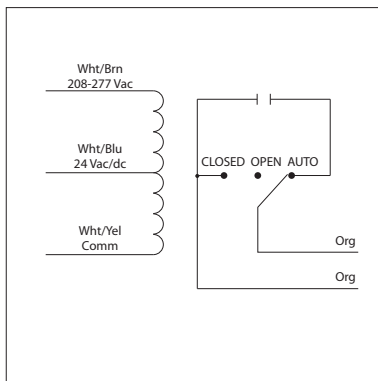 Wht/Brn
208-277 Vac
Wht/Blu
24 Vac/dc
Wht/Yel
Comm
CLOSED OPEN AUTO
Org
Org